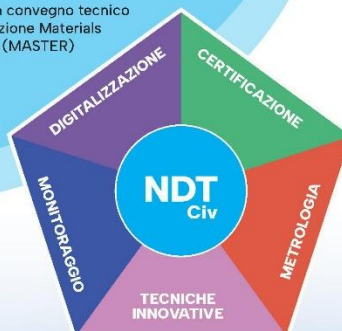 convegno tecnico
zione Materials
(MASTER)
DIGITALIZZAZIONE
CERTIFICAZIONE
MONITORAGGIO
NDT
Civ
METROLOGIA
TECNICHE
INNOVATIVE